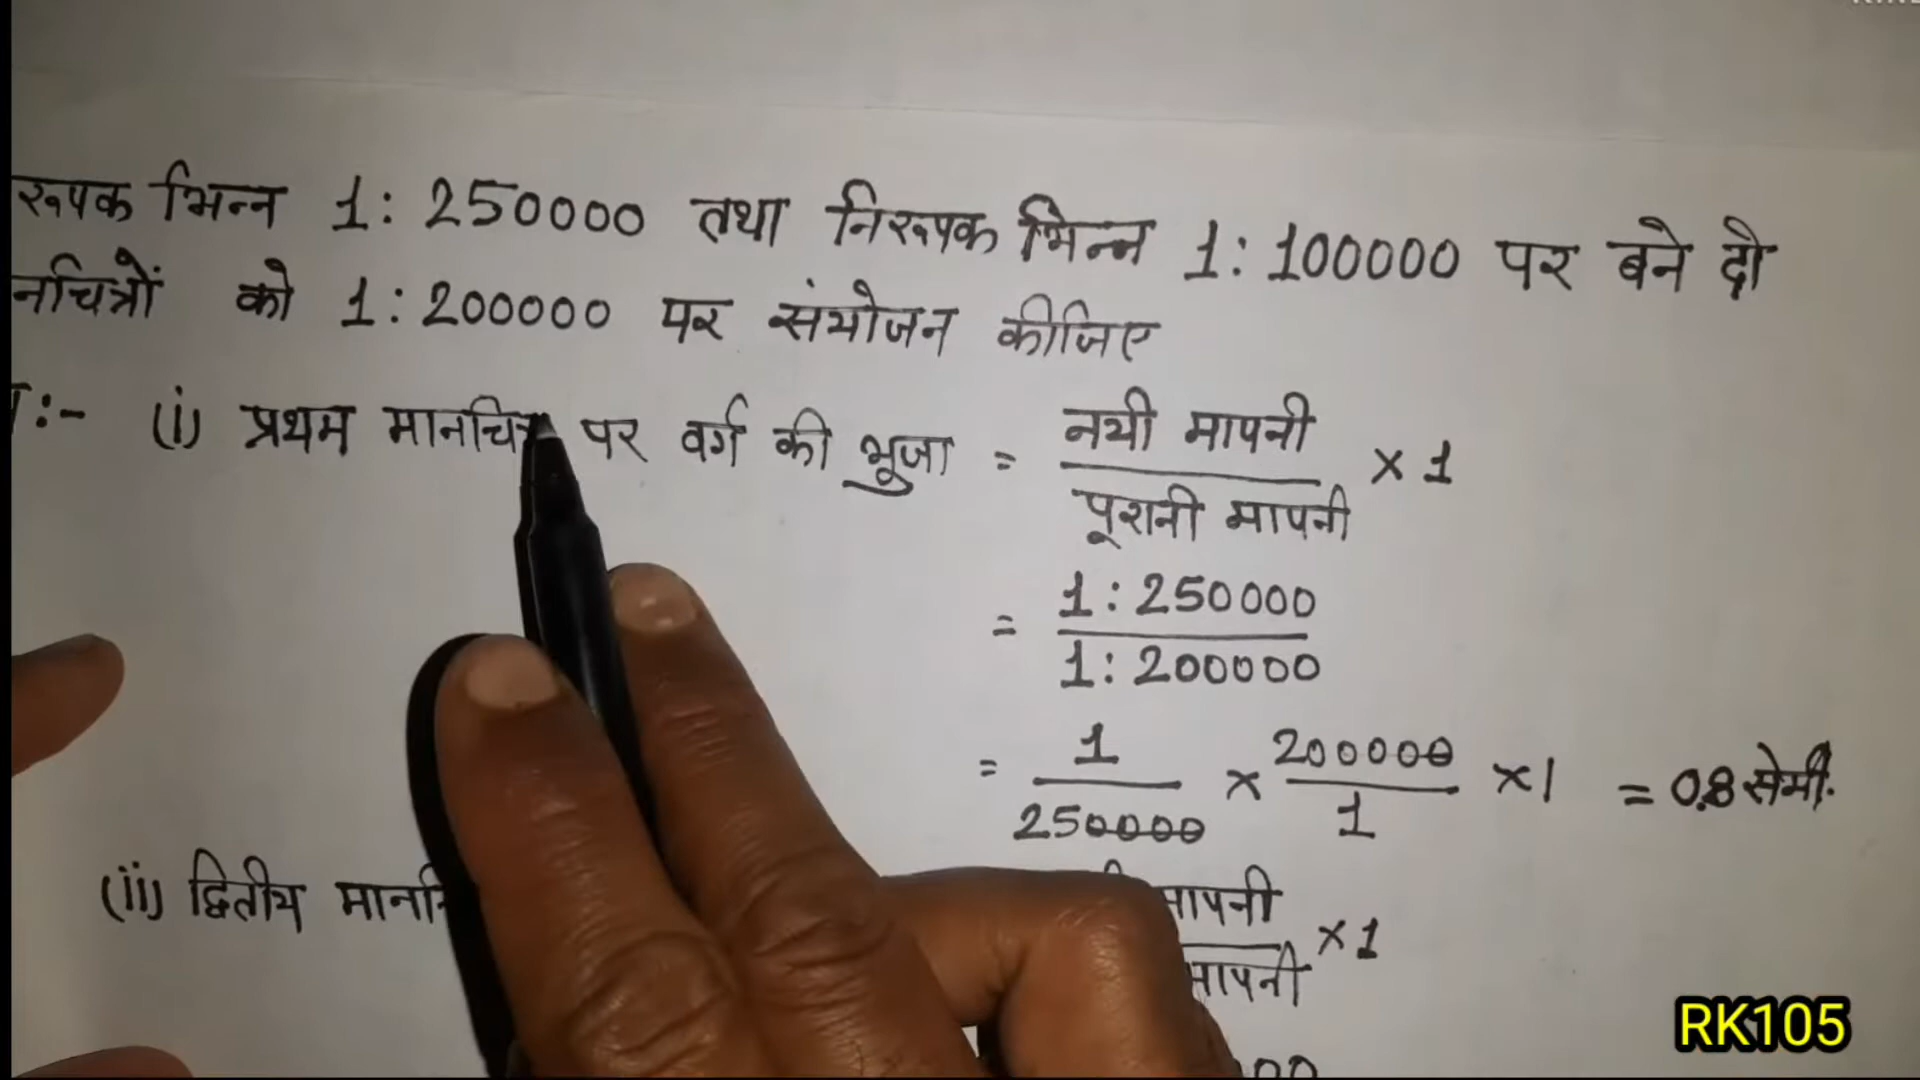 रूपक भिन्न 1: 250000 तथा निरूपक भिन्न 1: 100000 पर बने दो
नचित्रों को 1: 200000 पर संयोजन कीजिए
:- (i) प्रथम मानचित्र पर वर्ग की भुजा = नयी मापनी / पूरानी मापनी × 1
= 1: 250000 / 1: 200000
= 1 / 250000 × 200000 / 1 × 1 = 0.8 सेमी.
(ii) द्वितीय मानचि मापनी / मापनी × 1
RK105